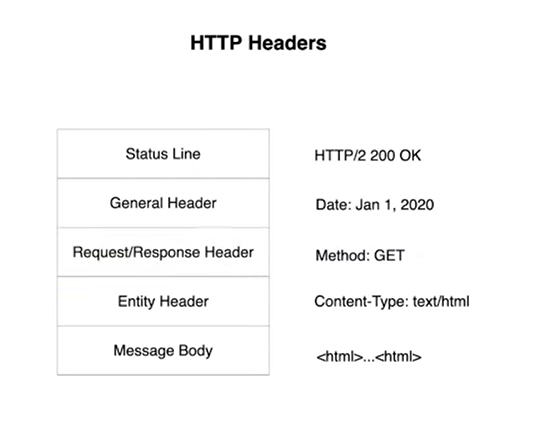 HTTP Headers
Status Line
HTTP/2 200 OK
General Header
Date: Jan 1, 2020
Request/Response Header
Method: GET
Entity Header
Content-Type: text/html
Message Body
<html>...<html>